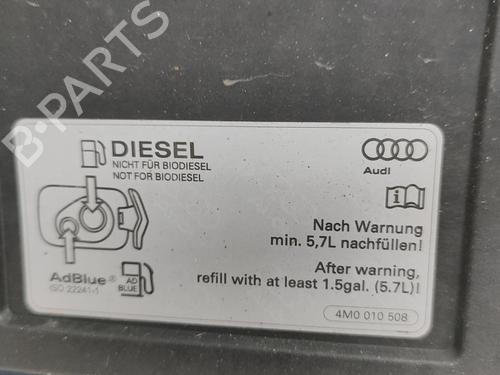 B-PARTS
DIESEL
NICHT FÜR BIODIESEL
NOT FOR BIODIESEL
AdBlue®
ISO 22241-1
AD
BLUE
Audi
Nach Warnung
min. 5,7L nachfüllen!
After warning,
refill with at least 1.5gal. (5.7L)!
4M0 010 508